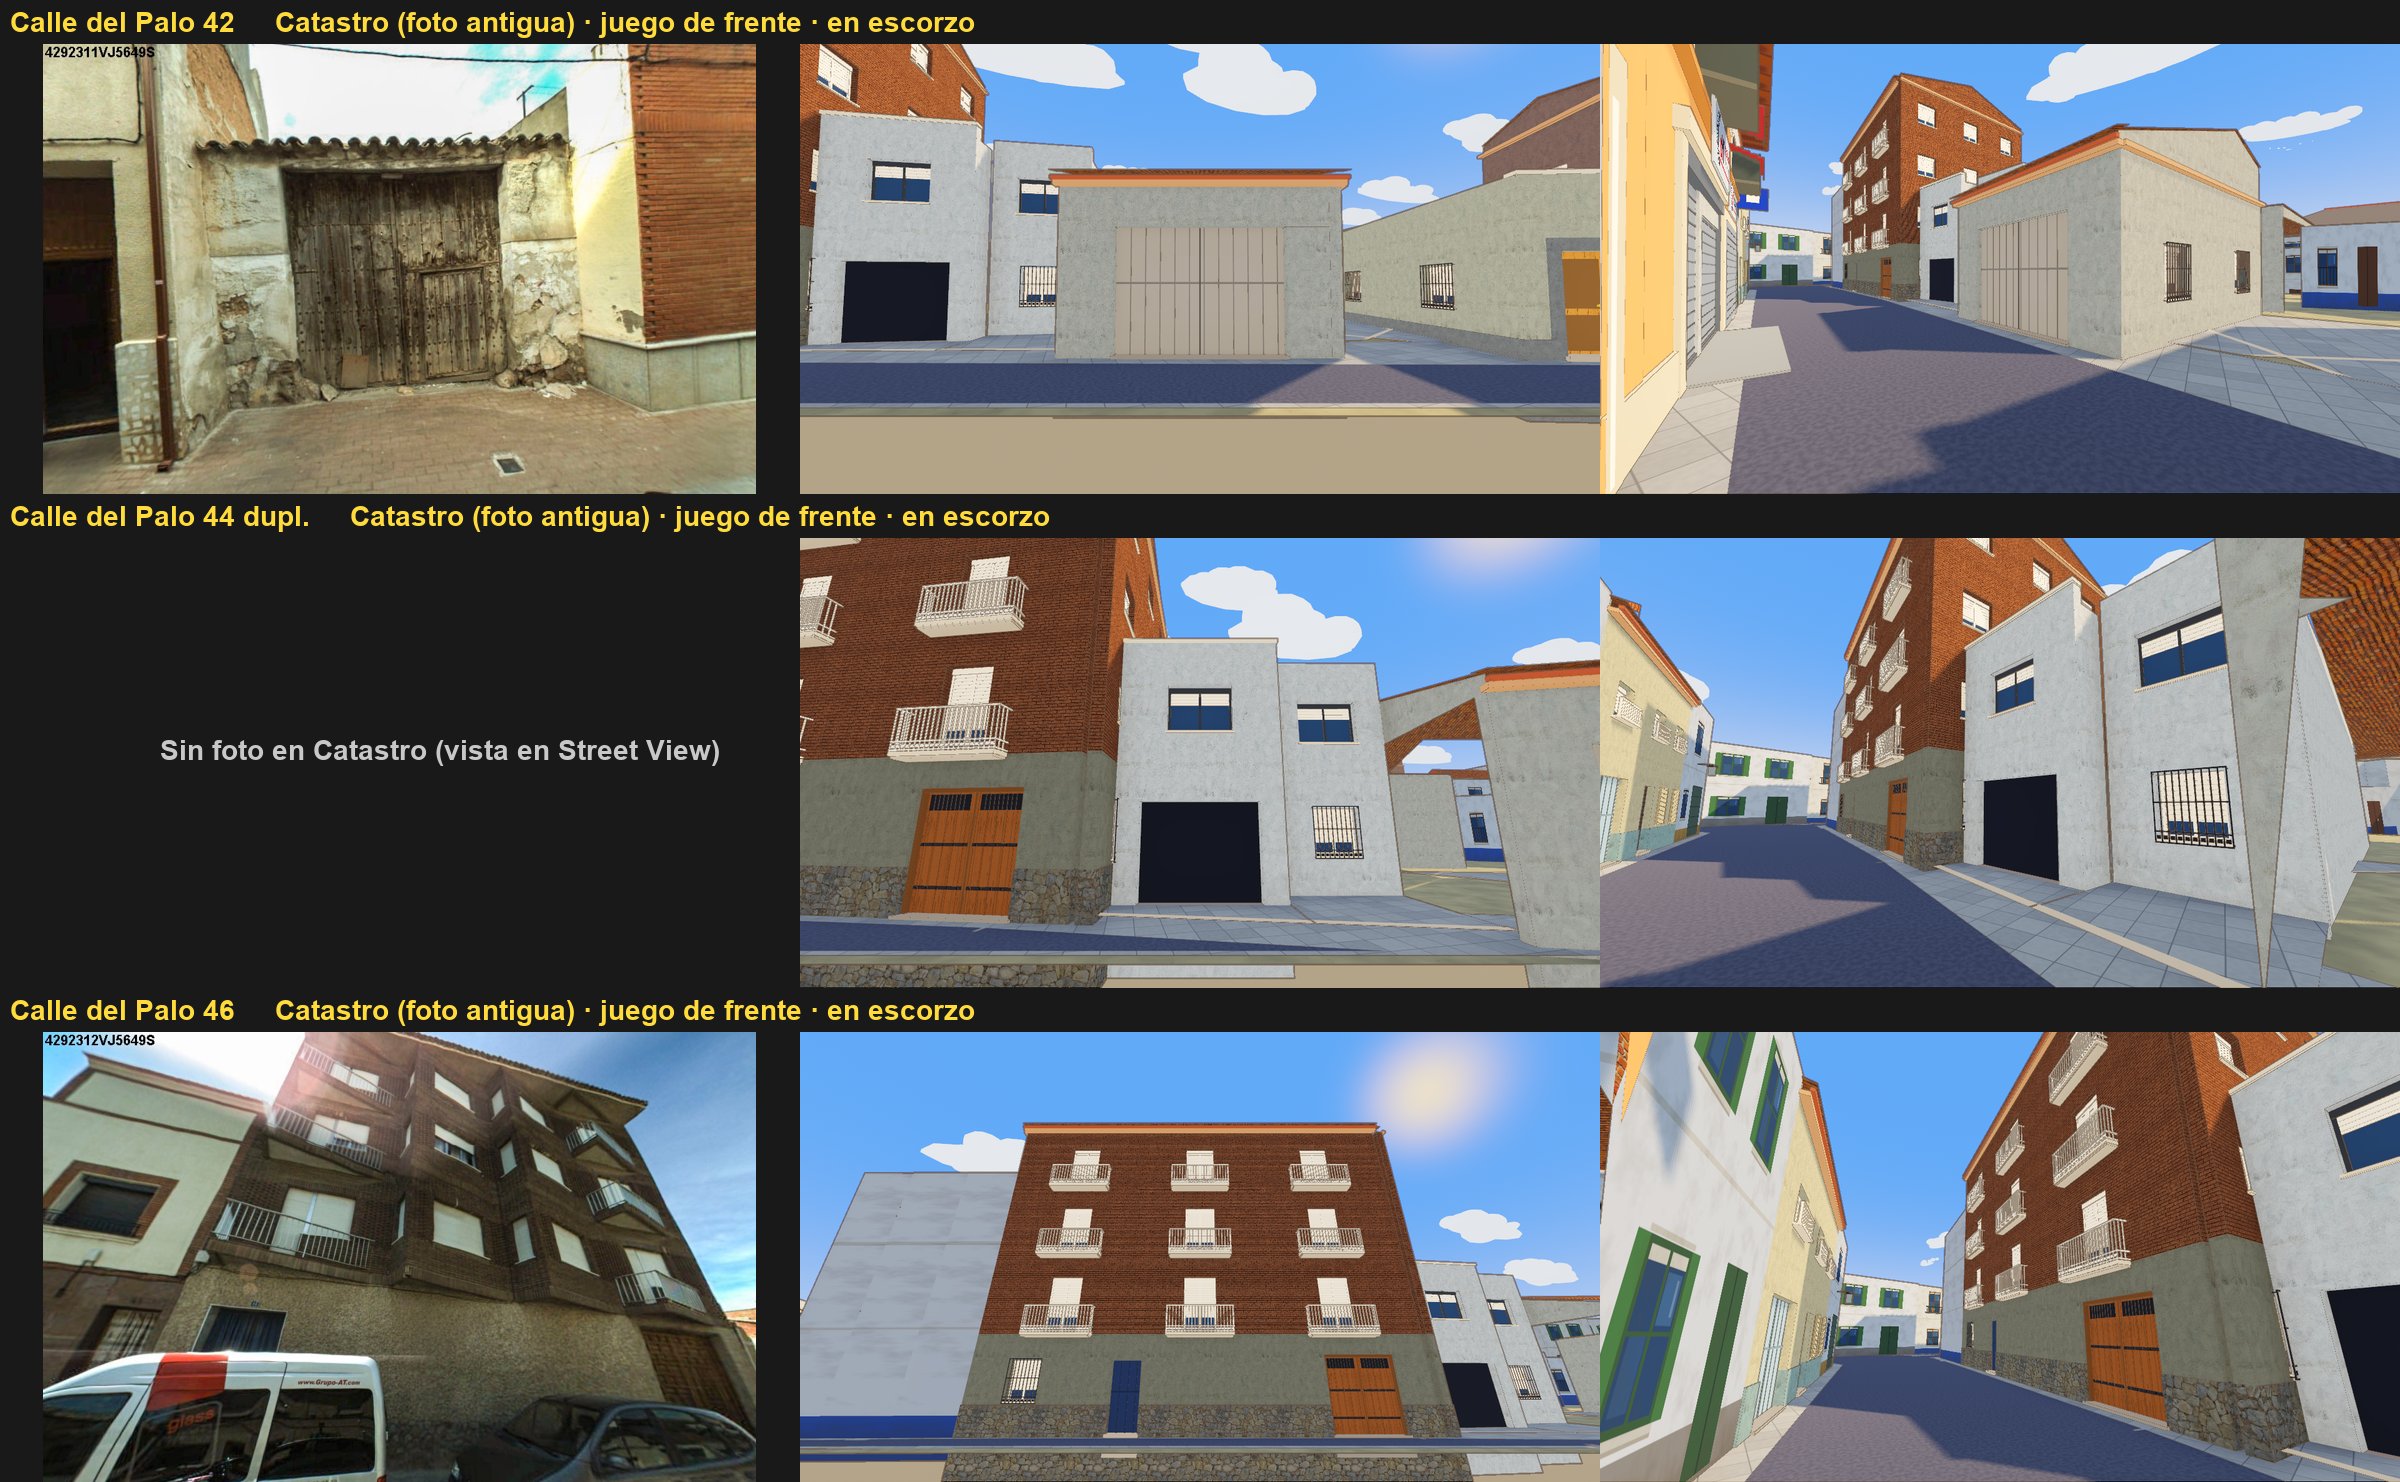 Calle del Palo 42 Catastro (foto antigua) · juego de frente · en escorzo
4292311VJ5649S
Calle del Palo 44 dupl. Catastro (foto antigua) · juego de frente · en escorzo
Sin foto en Catastro (vista en Street View)
Calle del Palo 46 Catastro (foto antigua) · juego de frente · en escorzo
4292312VJ5649S
www.Grupo-AT.com
glass